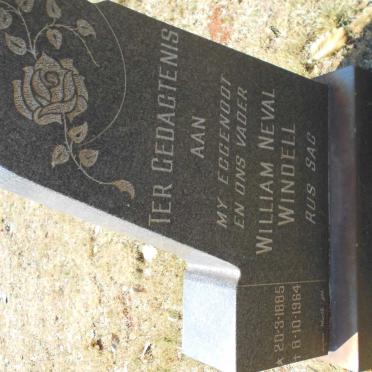 TER GEDAGTENIS
AAN
MY EGGENOOT
EN ONS VADER
WILLIAM NEVAL
WINDELL
RUS SAG
★ 20-3-1885
† 8-10-1964